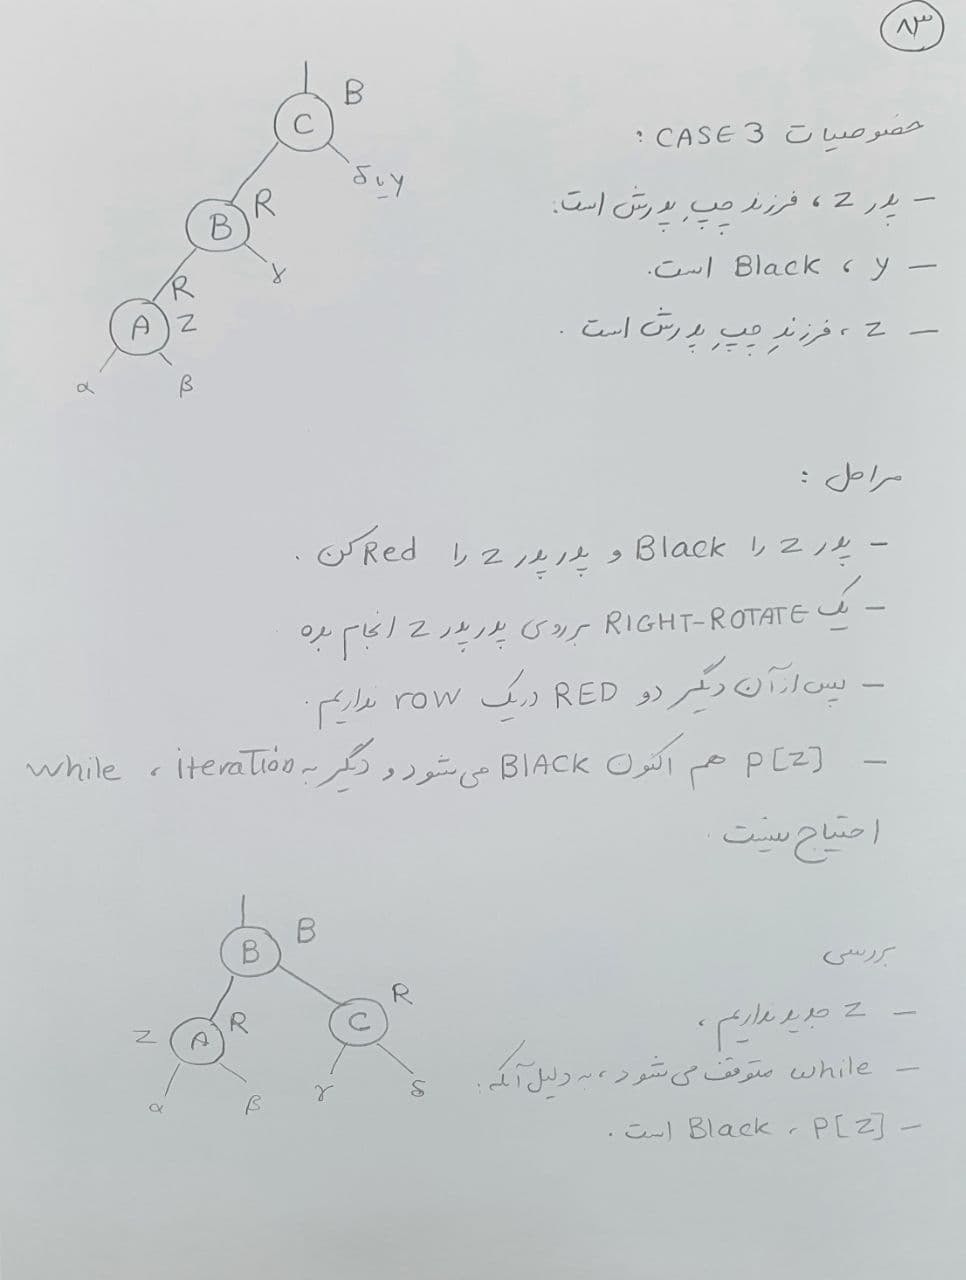 ۸۳
خصوصیات CASE 3 :
– پدر z ، فرزند چپِ پدرش است.
– y ، Black است.
– z ، فرزندِ چپِ پدرش است .
C B
δ یا y
B R
γ
A R z
α β
مراحل :
– پدر z را Black و پدر پدر z را Red کن .
– یک RIGHT-ROTATE برروی پدر پدر z انجام بده
– پس از آن دیگر دو RED در یک row نداریم.
– P[z] هم اکنون BLACK می شود و دیگر به iteration ، while
احتیاج نیست .
B B
z A R C R
α β γ δ
بررسی
– z جدید نداریم ،
– while متوقف می شود ، به دلیل آنکه :
– P[z] ، Black است .